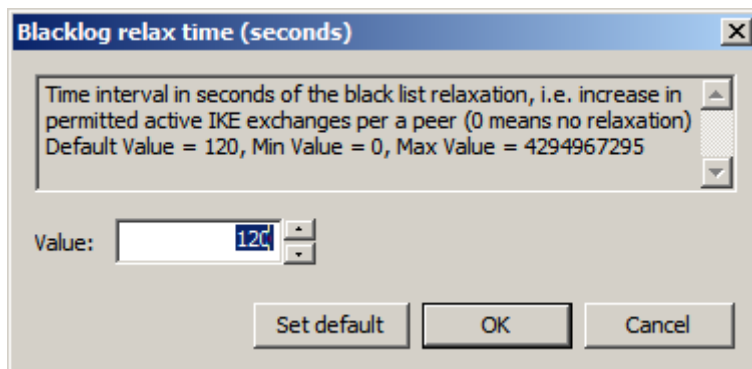 Blacklog relax time (seconds)
Time interval in seconds of the black list relaxation, i.e. increase in
permitted active IKE exchanges per a peer (0 means no relaxation)
Default Value = 120, Min Value = 0, Max Value = 4294967295
Value: 120
Set default OK Cancel